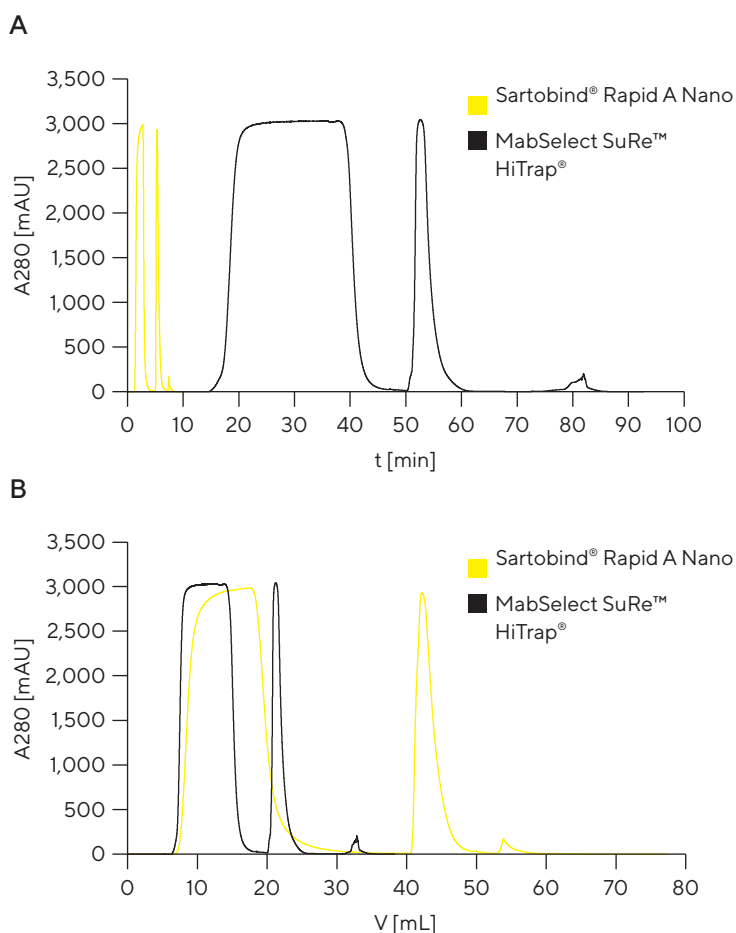 A
3,500
3,000
2,500
2,000
1,500
1,000
500
0
A280 [mAU]
0 10 20 30 40 50 60 70 80 90 100
t [min]
Sartobind® Rapid A Nano
MabSelect SuRe™
HiTrap®
B
3,500
3,000
2,500
2,000
1,500
1,000
500
0
A280 [mAU]
0 10 20 30 40 50 60 70 80
V [mL]
Sartobind® Rapid A Nano
MabSelect SuRe™
HiTrap®